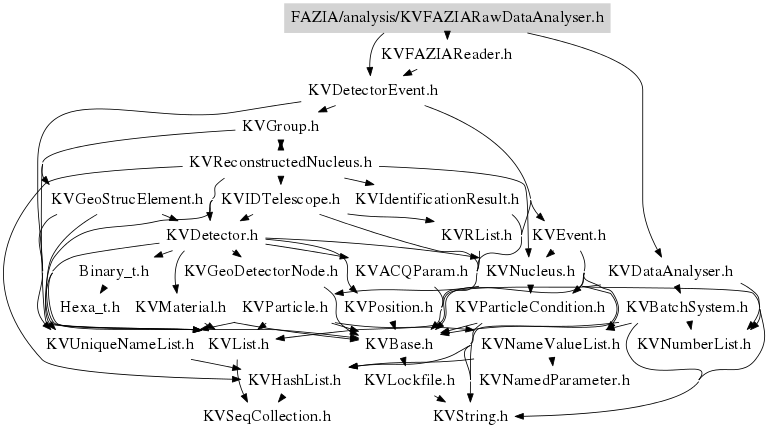 FAZIA/analysis/KVFAZIARawDataAnalyser.h
KVFAZIAReader.h
KVDetectorEvent.h
KVGroup.h
KVReconstructedNucleus.h
KVGeoStrucElement.h
KVIDTelescope.h
KVIdentificationResult.h
KVDetector.h
KVRList.h
KVEvent.h
Binary_t.h
KVGeoDetectorNode.h
KVACQParam.h
KVNucleus.h
KVDataAnalyser.h
Hexa_t.h
KVMaterial.h
KVParticle.h
KVPosition.h
KVParticleCondition.h
KVBatchSystem.h
KVUniqueNameList.h
KVList.h
KVBase.h
KVNameValueList.h
KVNumberList.h
KVHashList.h
KVLockfile.h
KVNamedParameter.h
KVSeqCollection.h
KVString.h